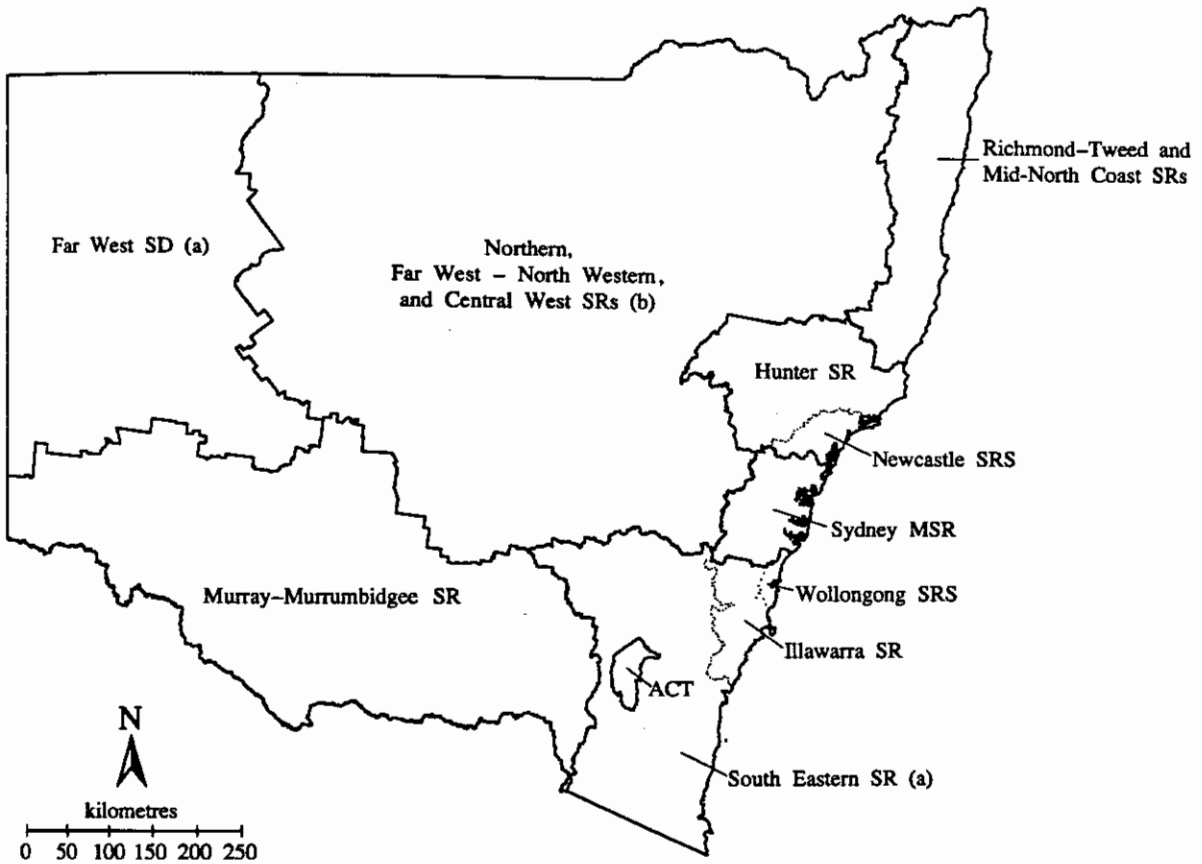 Richmond–Tweed and
Mid-North Coast SRs
Far West SD (a)
Northern,
Far West – North Western,
and Central West SRs (b)
Hunter SR
Newcastle SRS
Sydney MSR
Wollongong SRS
Murray–Murrumbidgee SR
Illawarra SR
ACT
South Eastern SR (a)
N
kilometres
0 50 100 150 200 250